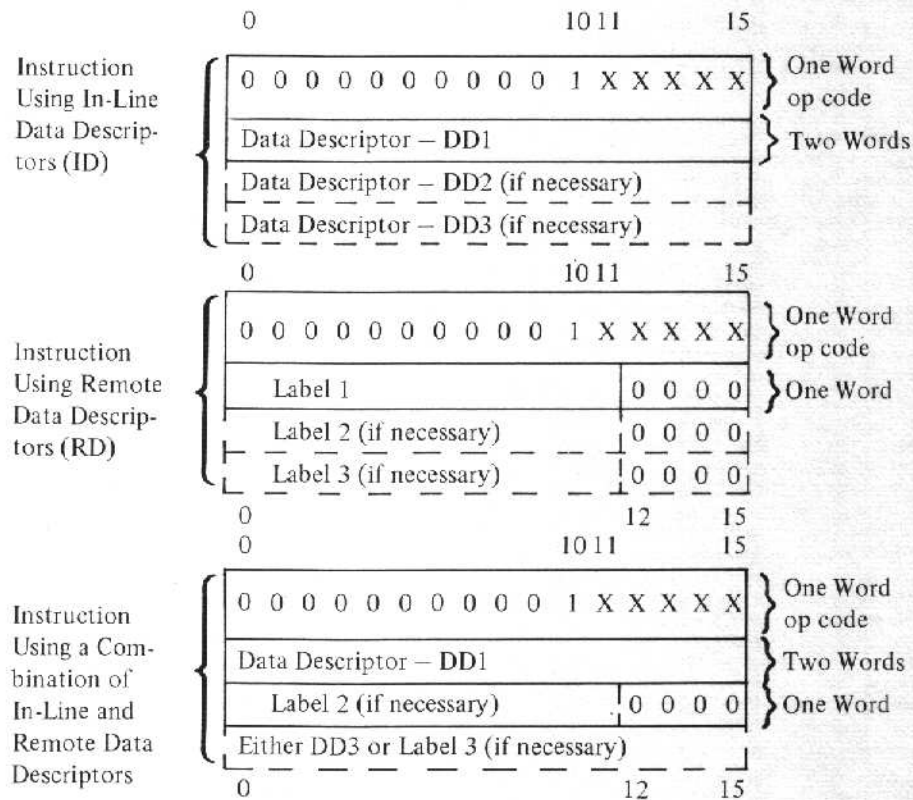 0 10 11 15
Instruction
Using In-Line
Data Descrip-
tors (ID)
0 0 0 0 0 0 0 0 0 0 1 X X X X X
One Word
op code
Data Descriptor – DD1
Two Words
Data Descriptor – DD2 (if necessary)
Data Descriptor – DD3 (if necessary)
0 10 11 15
Instruction
Using Remote
Data Descrip-
tors (RD)
0 0 0 0 0 0 0 0 0 0 1 X X X X X
One Word
op code
Label 1 0 0 0 0
One Word
Label 2 (if necessary) 0 0 0 0
Label 3 (if necessary) 0 0 0 0
0 12 15
0 10 11 15
Instruction
Using a Com-
bination of
In-Line and
Remote Data
Descriptors
0 0 0 0 0 0 0 0 0 0 1 X X X X X
One Word
op code
Data Descriptor – DD1
Two Words
Label 2 (if necessary) 0 0 0 0
One Word
Either DD3 or Label 3 (if necessary)
0 12 15